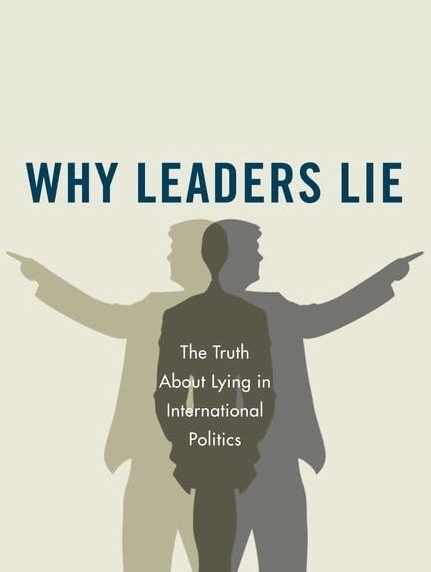 WHY LEADERS LIE
The Truth
About Lying in
International
Politics